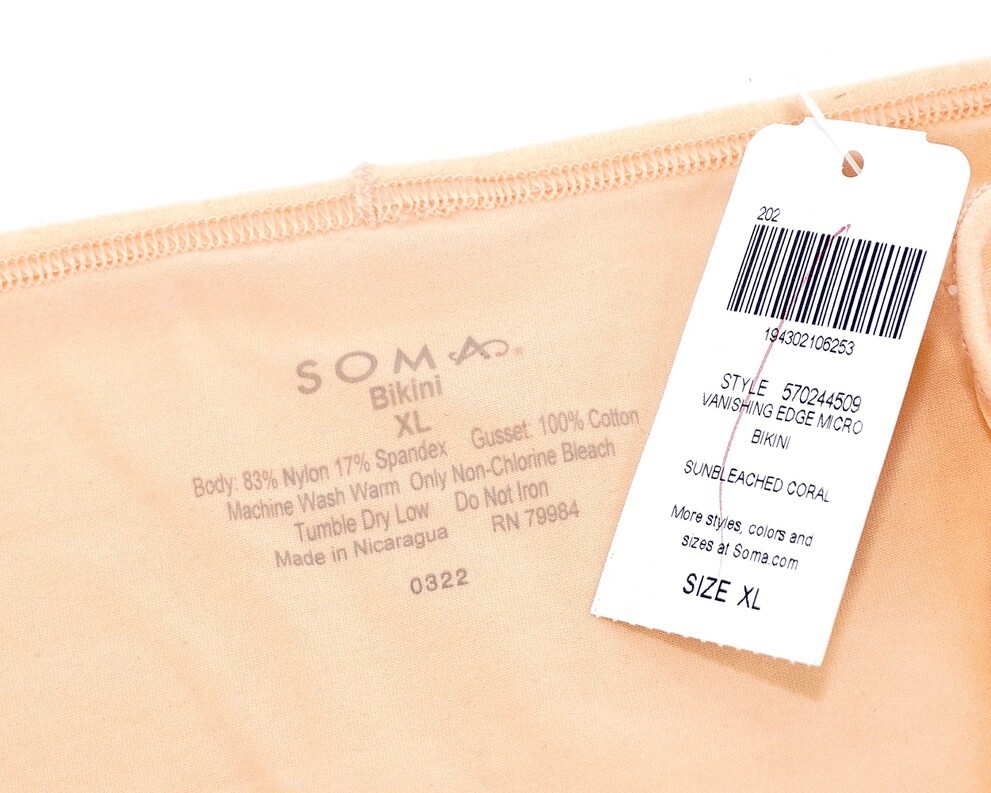 SOMA®
Bikini
XL
Body: 83% Nylon 17% Spandex Gusset: 100% Cotton
Machine Wash Warm Only Non-Chlorine Bleach
Tumble Dry Low Do Not Iron
Made in Nicaragua RN 79984
0322
202
194302106253
STYLE 570244509
VANISHING EDGE MICRO
BIKINI
SUNBLEACHED CORAL
More styles, colors and
sizes at Soma.com
SIZE XL